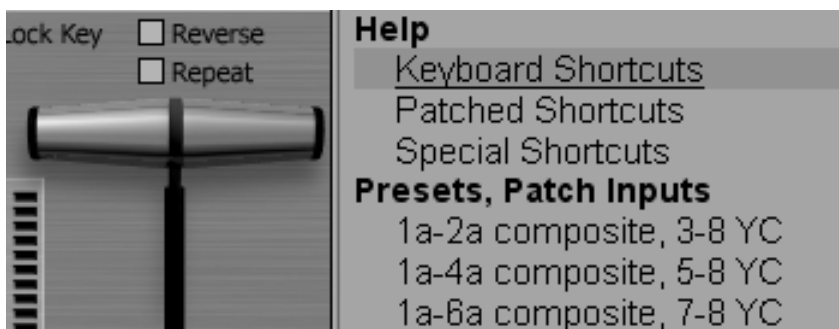 Lock Key
Reverse
Repeat
Help
Keyboard Shortcuts
Patched Shortcuts
Special Shortcuts
Presets, Patch Inputs
1a-2a composite, 3-8 YC
1a-4a composite, 5-8 YC
1a-6a composite, 7-8 YC